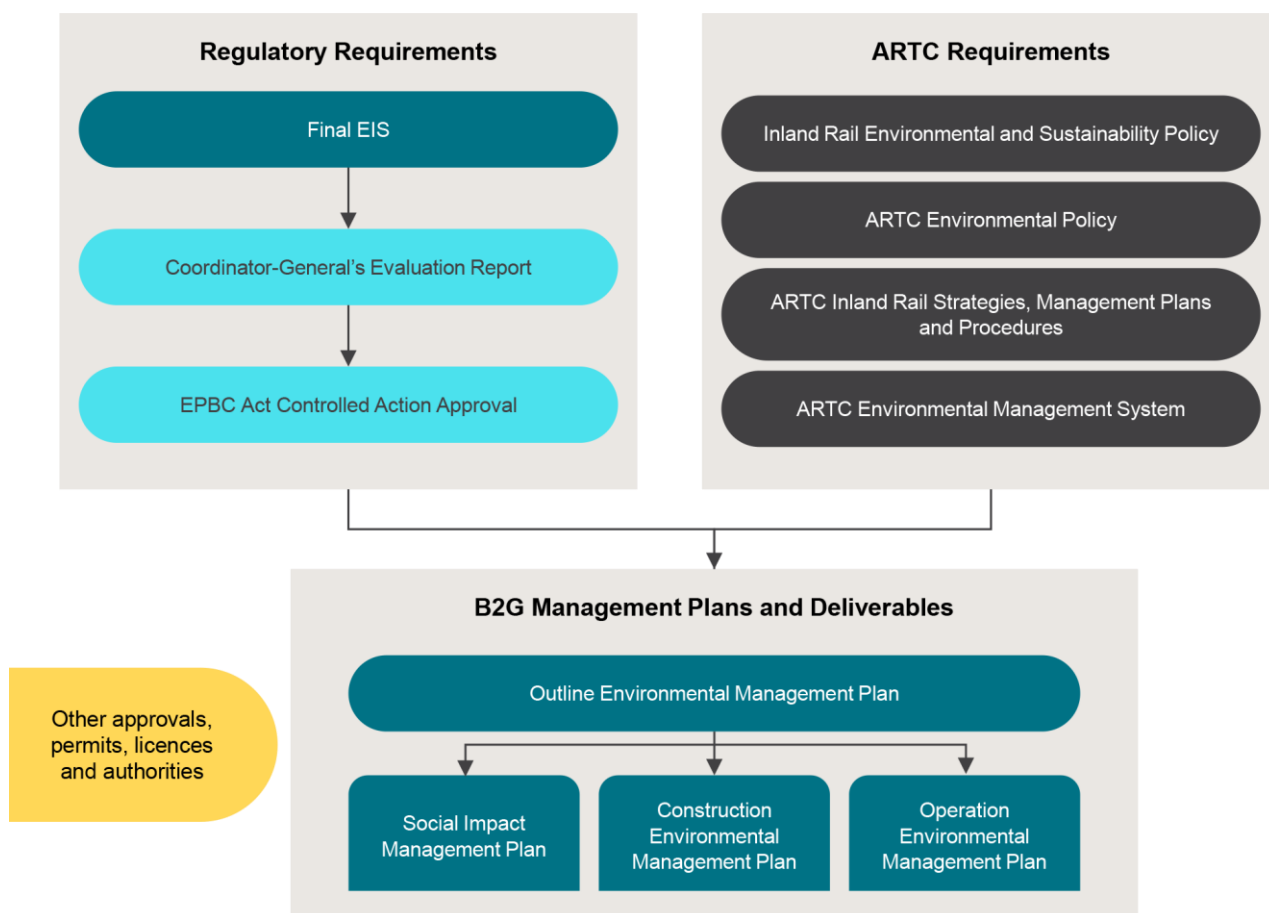 Regulatory Requirements
Final EIS
Coordinator-General’s Evaluation Report
EPBC Act Controlled Action Approval
ARTC Requirements
Inland Rail Environmental and Sustainability Policy
ARTC Environmental Policy
ARTC Inland Rail Strategies, Management Plans
and Procedures
ARTC Environmental Management System
B2G Management Plans and Deliverables
Outline Environmental Management Plan
Other approvals,
permits, licences
and authorities
Social Impact
Management Plan
Construction
Environmental
Management Plan
Operation
Environmental
Management Plan